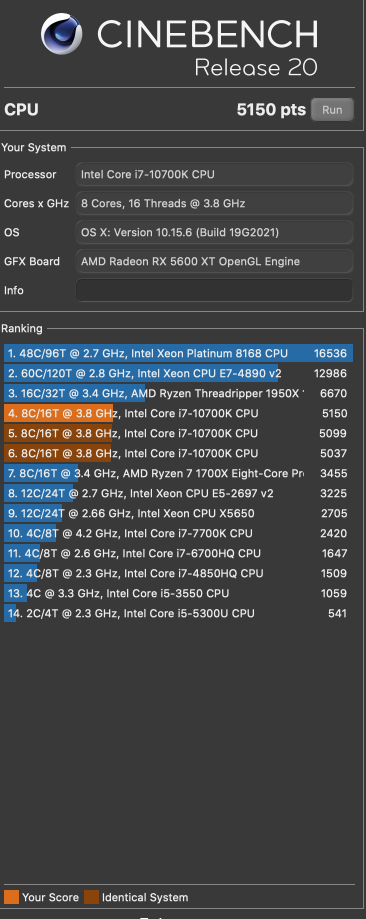 CINEBENCH
Release 20
CPU 5150 pts Run
Your System
Processor Intel Core i7-10700K CPU
Cores x GHz 8 Cores, 16 Threads @ 3.8 GHz
OS OS X: Version 10.15.6 (Build 19G2021)
GFX Board AMD Radeon RX 5600 XT OpenGL Engine
Info
Ranking
1. 48C/96T @ 2.7 GHz, Intel Xeon Platinum 8168 CPU 16536
2. 60C/120T @ 2.8 GHz, Intel Xeon CPU E7-4890 v2 12986
3. 16C/32T @ 3.4 GHz, AMD Ryzen Threadripper 1950X 6670
4. 8C/16T @ 3.8 GHz, Intel Core i7-10700K CPU 5150
5. 8C/16T @ 3.8 GHz, Intel Core i7-10700K CPU 5099
6. 8C/16T @ 3.8 GHz, Intel Core i7-10700K CPU 5037
7. 8C/16T @ 3.4 GHz, AMD Ryzen 7 1700X Eight-Core Pr 3455
8. 12C/24T @ 2.7 GHz, Intel Xeon CPU E5-2697 v2 3225
9. 12C/24T @ 2.66 GHz, Intel Xeon CPU X5650 2705
10. 4C/8T @ 4.2 GHz, Intel Core i7-7700K CPU 2420
11. 4C/8T @ 2.6 GHz, Intel Core i7-6700HQ CPU 1647
12. 4C/8T @ 2.3 GHz, Intel Core i7-4850HQ CPU 1509
13. 4C @ 3.3 GHz, Intel Core i5-3550 CPU 1059
14. 2C/4T @ 2.3 GHz, Intel Core i5-5300U CPU 541
Your Score Identical System